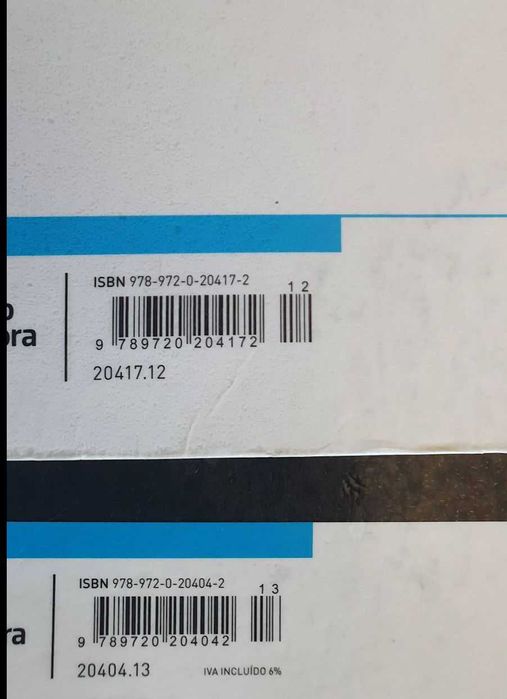 ISBN 978-972-0-20417-2
12
9 789720 204172
20417.12
ora
ISBN 978-972-0-20404-2
13
9 789720 204042
ra
20404.13
IVA INCLUÍDO 6%